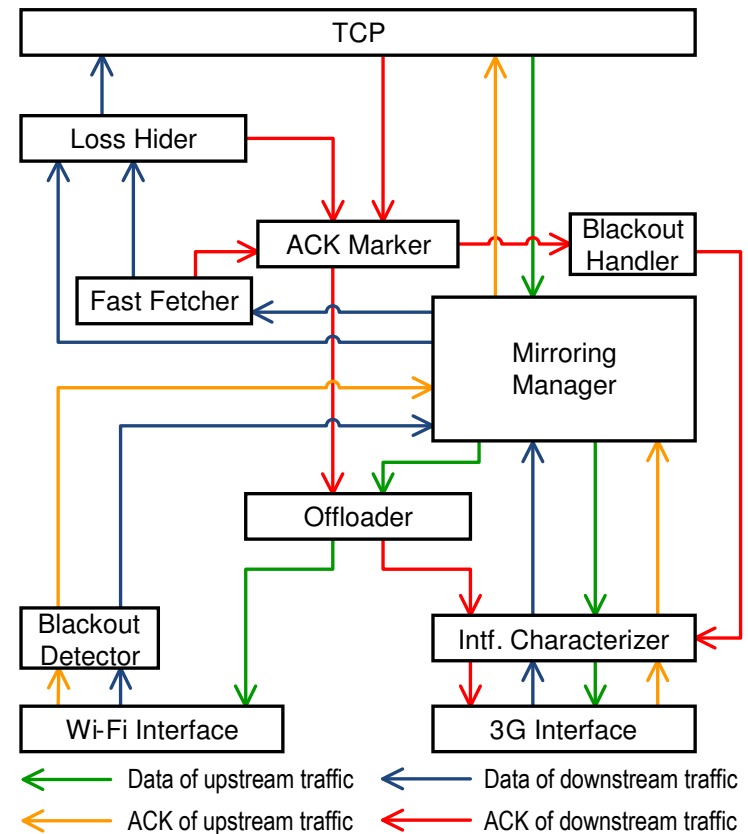 TCP
Loss Hider
ACK Marker
Blackout
Handler
Fast Fetcher
Mirroring
Manager
Offloader
Blackout
Detector
Intf. Characterizer
Wi-Fi Interface
3G Interface
Data of upstream traffic
Data of downstream traffic
ACK of upstream traffic
ACK of downstream traffic